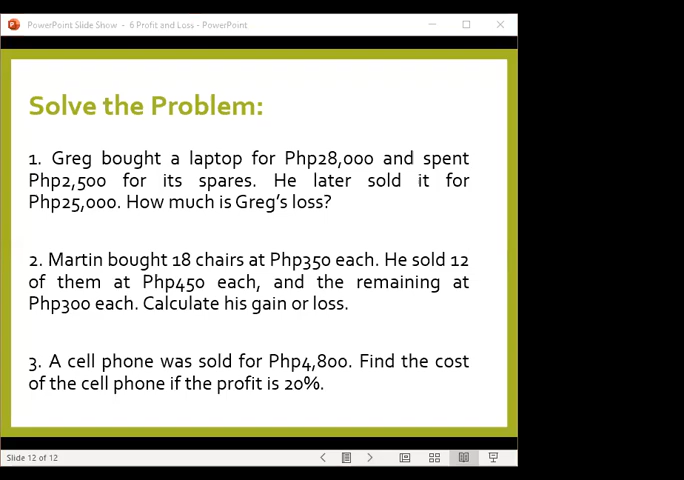 PowerPoint Slide Show - 6 Profit and Loss - PowerPoint
Solve the Problem:
1. Greg bought a laptop for Php28,000 and spent
Php2,500 for its spares. He later sold it for
Php25,000. How much is Greg's loss?
2. Martin bought 18 chairs at Php350 each. He sold 12
of them at Php450 each, and the remaining at
Php300 each. Calculate his gain or loss.
3. A cell phone was sold for Php4,800. Find the cost
of the cell phone if the profit is 20%.
Slide 12 of 12